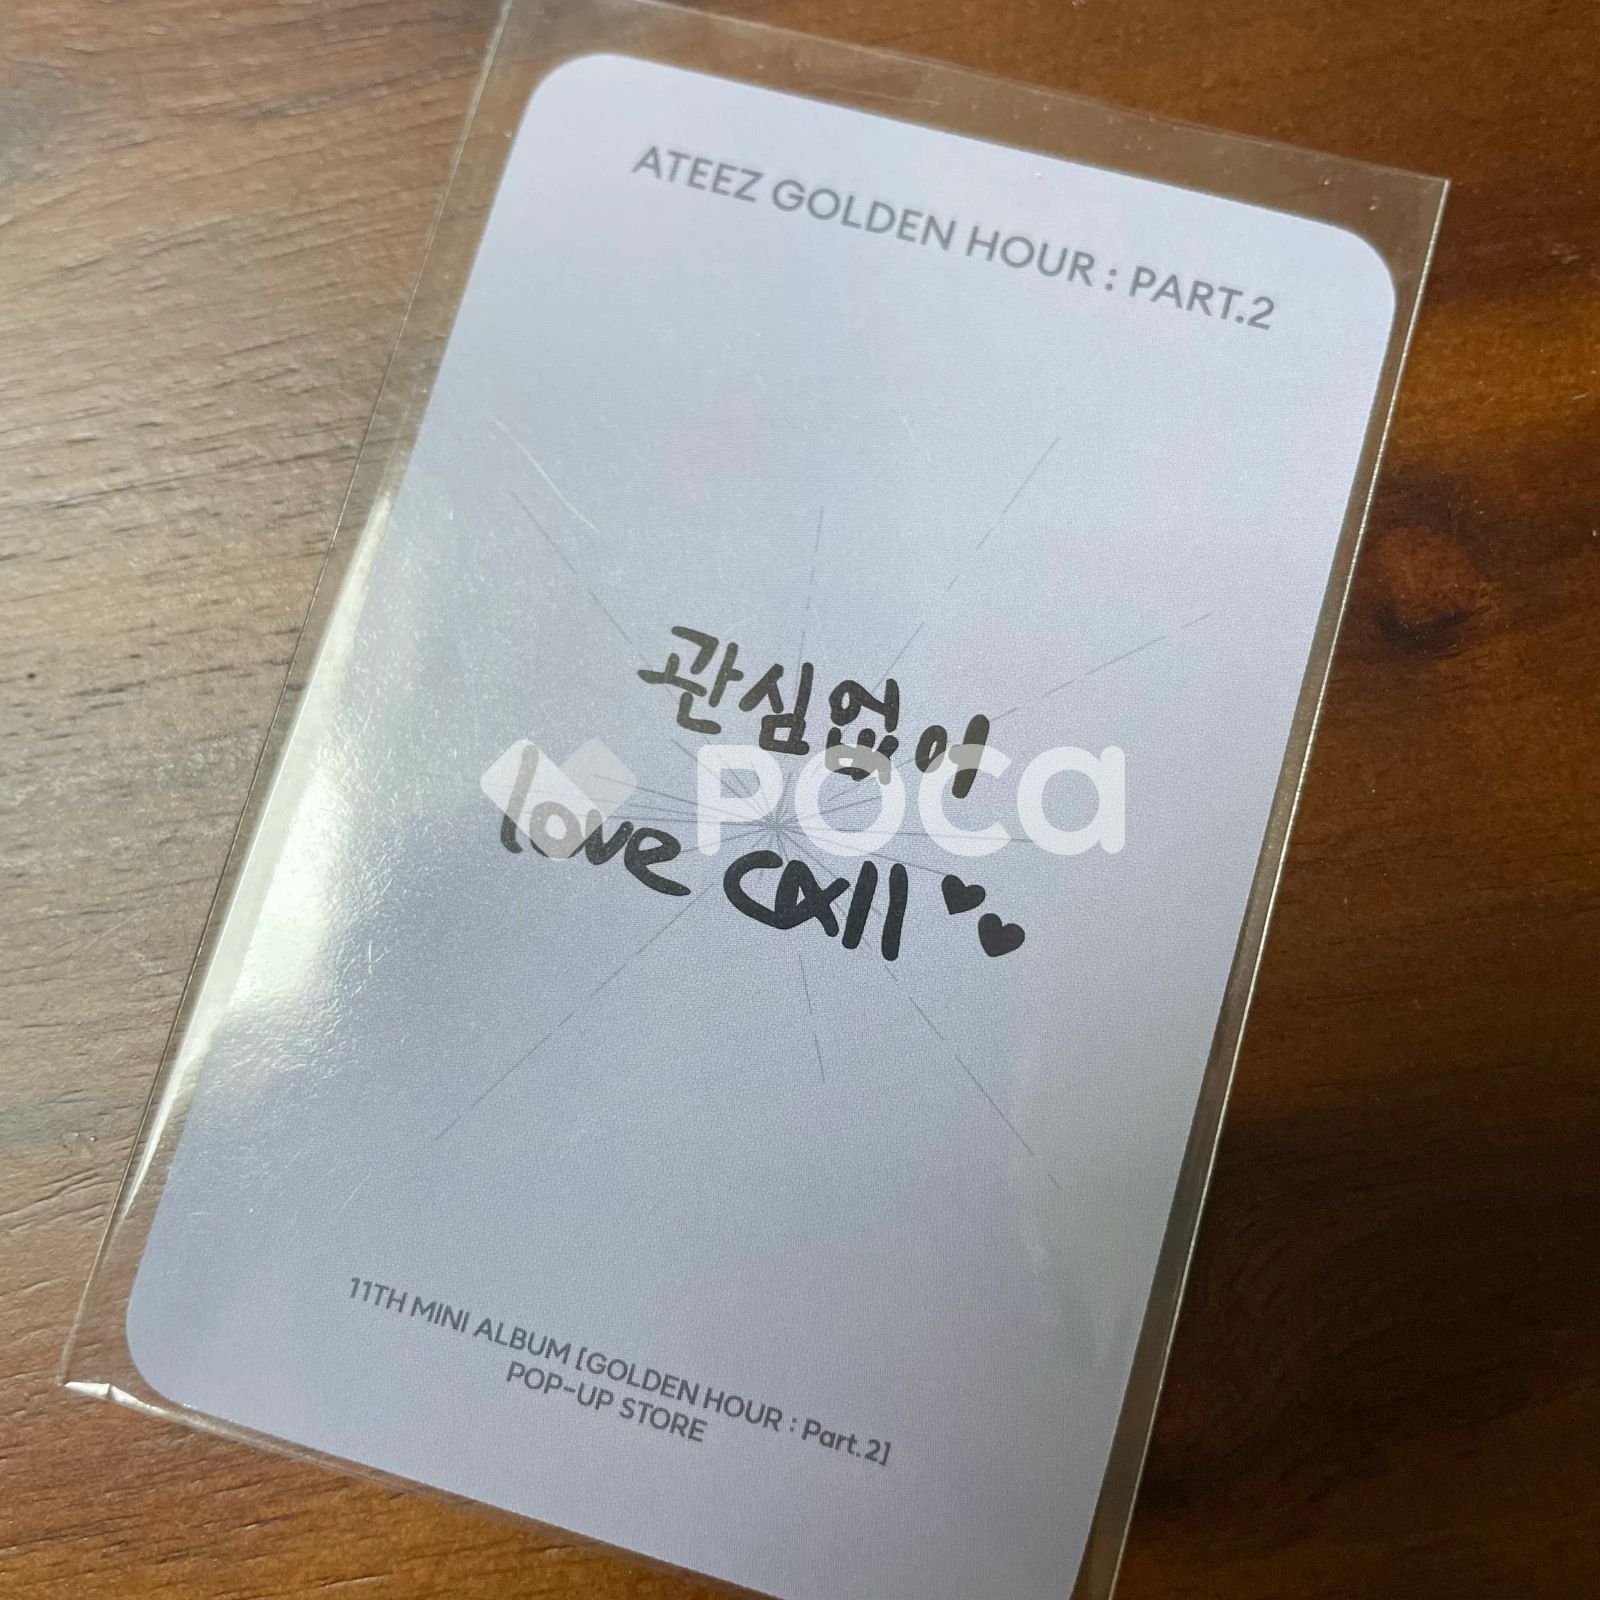 ATEEZ GOLDEN HOUR : PART.2
관심없어
love call
poca
11TH MINI ALBUM [GOLDEN HOUR : Part.2]
POP-UP STORE